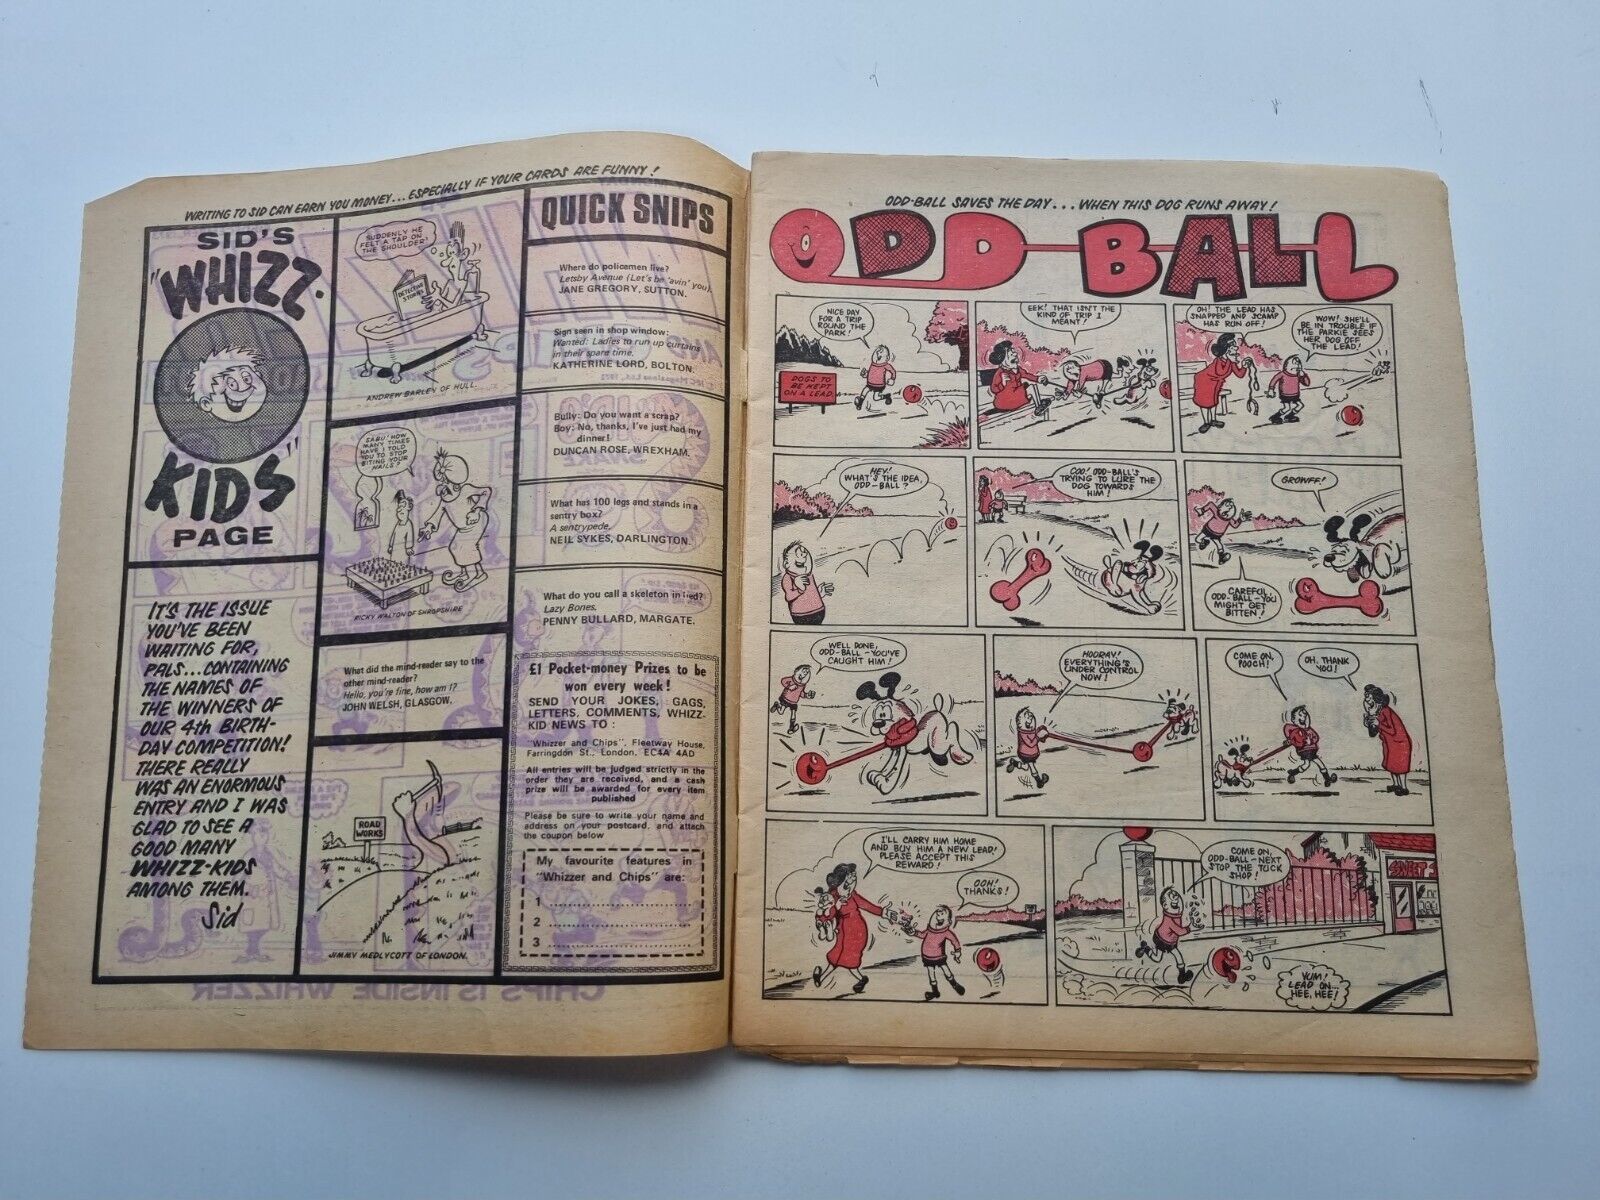 WRITING TO SID CAN EARN YOU MONEY...ESPECIALLY IF YOUR CARDS ARE FUNNY!
SID'S
"WHIZZ-
KIDS"
PAGE
IT'S THE ISSUE
YOU'VE BEEN
WAITING FOR,
PALS...CONTAINING
THE NAMES OF
THE WINNERS OF
OUR 4th BIRTH-
DAY COMPETITION!
THERE REALLY
WAS AN ENORMOUS
ENTRY AND I WAS
GLAD TO SEE A
GOOD MANY
WHIZZ-KIDS
AMONG THEM.
Sid
SUDDENLY HE
FELT A TAP ON
THE SHOULDER!
DETECTIVE
STORIES
ANDREW BARLEY OF HULL.
SABU! HOW
MANY TIMES
HAVE I TOLD
YOU TO STOP
BITING YOUR
NAILS?
RICKY WALTON OF SHROPSHIRE
What did the mind-reader say to the
other mind-reader?
Hello, you're fine, how am I?
JOHN WELSH, GLASGOW.
ROAD
WORKS
JIMMY MEDLYCOTT OF LONDON.
QUICK SNIPS
Where do policemen live?
Letsby Avenue (Let's be 'avin' you).
JANE GREGORY, SUTTON.
Sign seen in shop window:
Wanted: Ladies to run up curtains
in their spare time.
KATHERINE LORD, BOLTON.
Bully: Do you want a scrap?
Boy: No, thanks, I've just had my
dinner!
DUNCAN ROSE, WREXHAM.
What has 100 legs and stands in a
sentry box?
A sentrypede.
NEIL SYKES, DARLINGTON.
What do you call a skeleton in bed?
Lazy Bones.
PENNY BULLARD, MARGATE.
£1 Pocket-money Prizes to be
won every week!
SEND YOUR JOKES, GAGS,
LETTERS, COMMENTS, WHIZZ-
KID NEWS TO:
"Whizzer and Chips", Fleetway House,
Farringdon St., London, EC4A 4AD
All entries will be judged strictly in the
order they are received, and a cash
prize will be awarded for every item
published
Please be sure to write your name and
address on your postcard, and attach
the coupon below
My favourite features in
"Whizzer and Chips" are:
1
2
3
CHIPS IS INSIDE WHIZZER
ODD-BALL SAVES THE DAY...WHEN THIS DOG RUNS AWAY!
ODD-BALL
NICE DAY
FOR A TRIP
ROUND THE
PARK!
DOGS TO
BE KEPT
ON A LEAD
EEK! THAT ISN'T THE
KIND OF TRIP I
MEANT!
OH! THE LEAD HAS
SNAPPED AND SCAMP
HAS RUN OFF!
WOW! SHE'LL
BE IN TROUBLE IF
THE PARKIE SEES
HER DOG OFF
THE LEAD!
HEY!
WHAT'S THE IDEA,
ODD-BALL?
COO! ODD-BALL'S
TRYING TO LURE THE
DOG TOWARDS
HIM!
GROWFF!
CAREFUL,
ODD-BALL-YOU
MIGHT GET
BITTEN!
WELL DONE,
ODD-BALL-YOU'VE
CAUGHT HIM!
HOORAY!
EVERYTHING'S
UNDER CONTROL
NOW!
COME ON,
POOCH!
OH, THANK
YOU!
I'LL CARRY HIM HOME
AND BUY HIM A NEW LEAD!
PLEASE ACCEPT THIS
REWARD!
OOH!
THANKS!
COME ON,
ODD-BALL-NEXT
STOP THE TUCK
SHOP!
SWEET S
YUM!
LEAD ON...
HEE, HEE!